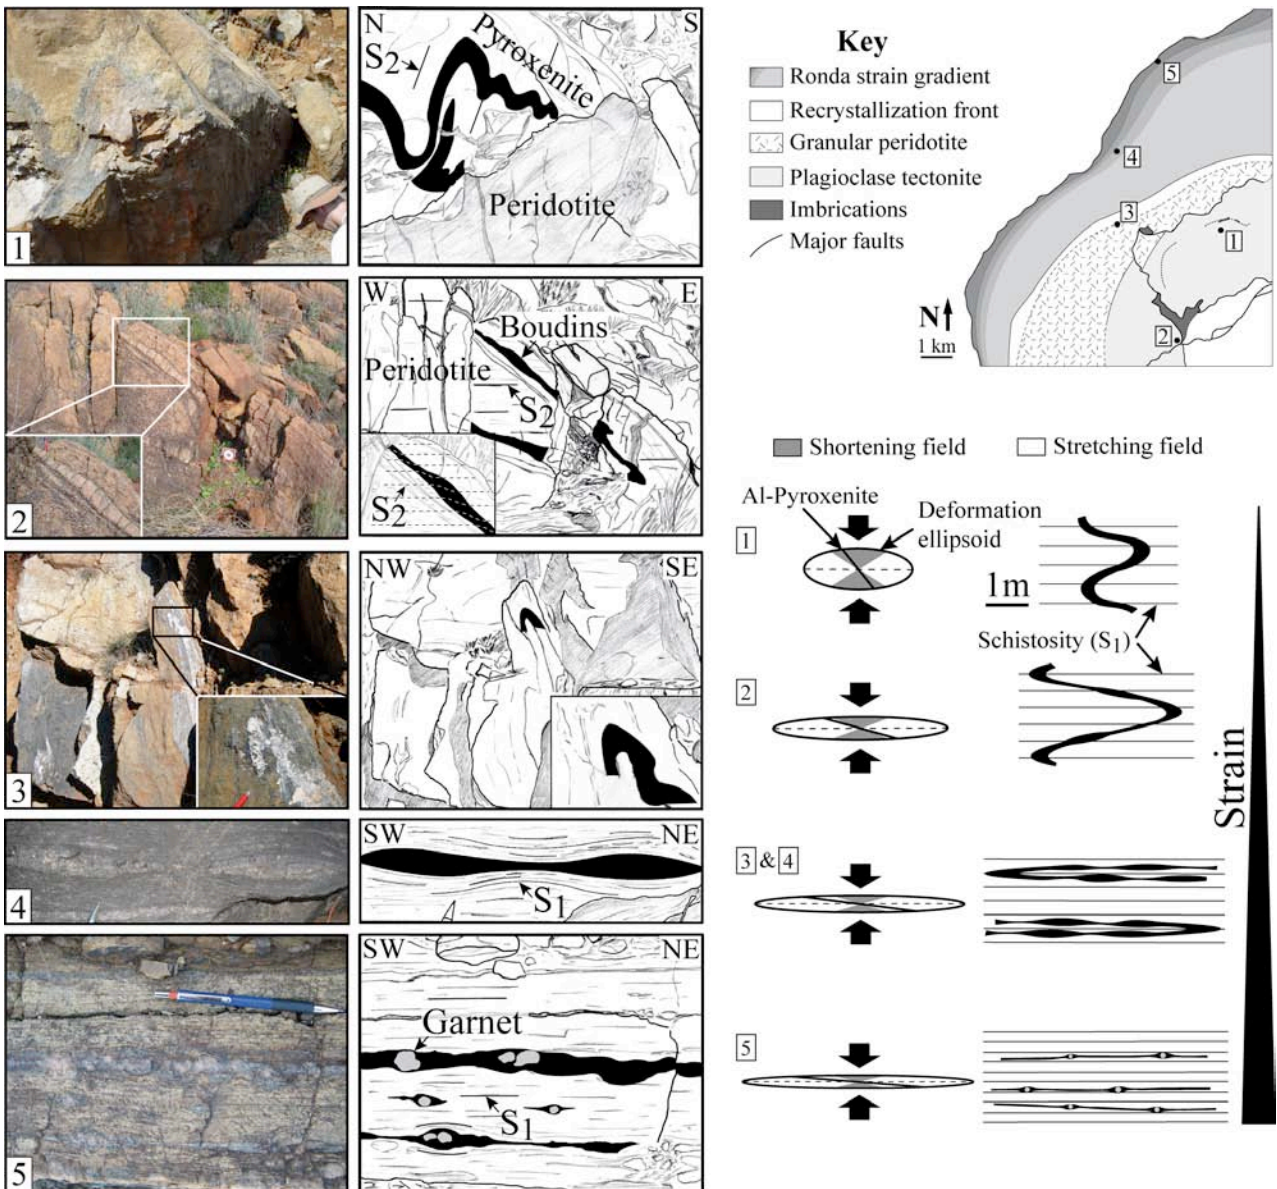 1
N
S
S2
Pyroxenite
Peridotite
2
W
E
Boudins
Peridotite
S2
S2
3
NW
SE
4
SW
NE
S1
5
SW
NE
Garnet
S1
Key
Ronda strain gradient
Recrystallization front
Granular peridotite
Plagioclase tectonite
Imbrications
Major faults
N
1 km
5
4
3
1
2
Shortening field
Stretching field
Al-Pyroxenite
Deformation
ellipsoid
1
1m
Schistosity (S1)
2
3 & 4
5
Strain